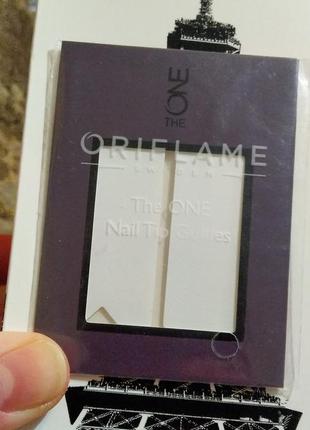 THE ONE
ORIFLAME
SWEDEN
The ONE
Nail Tip Guides